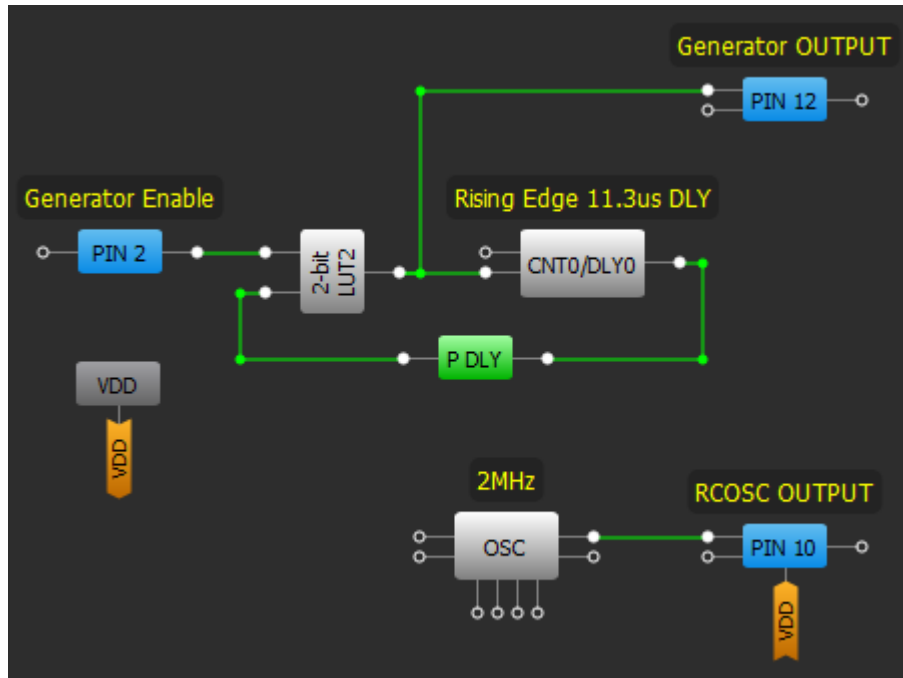 Generator OUTPUT
PIN 12
Generator Enable
Rising Edge 11.3us DLY
PIN 2
2-bit
LUT2
CNT0/DLY0
P DLY
VDD
VDD
2MHz
RCOSC OUTPUT
OSC
PIN 10
VDD